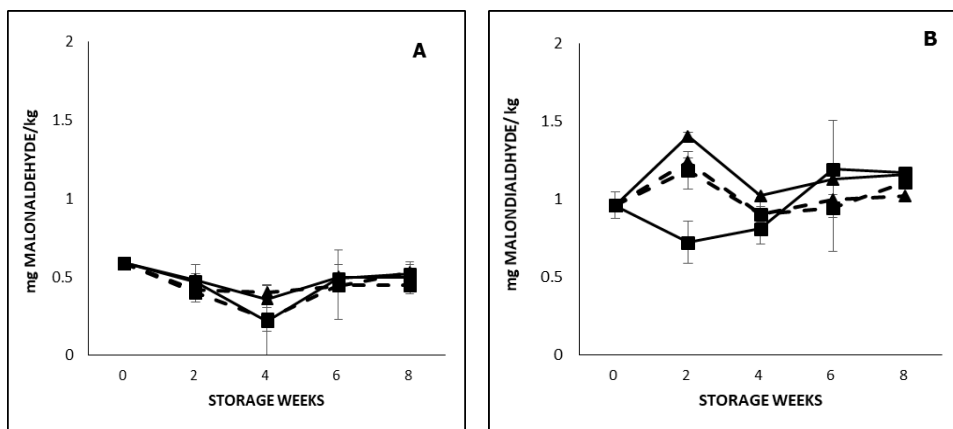 A
mg MALONALDEHYDE/kg
2
1.5
1
0.5
0
0 2 4 6 8
STORAGE WEEKS
B
mg MALONDIALDHYDE/ kg
2
1.5
1
0.5
0
0 2 4 6 8
STORAGE WEEKS